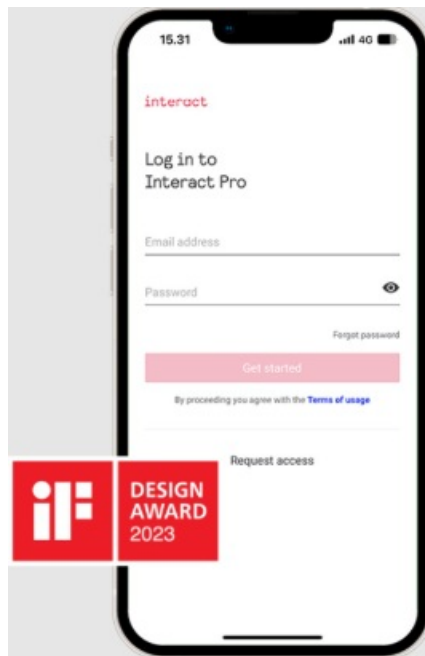 15.31
4G
interact
Log in to
Interact Pro
Email address
Password
Forgot password
Get started
By proceeding you agree with the Terms of usage
Request access
iF
DESIGN
AWARD
2023